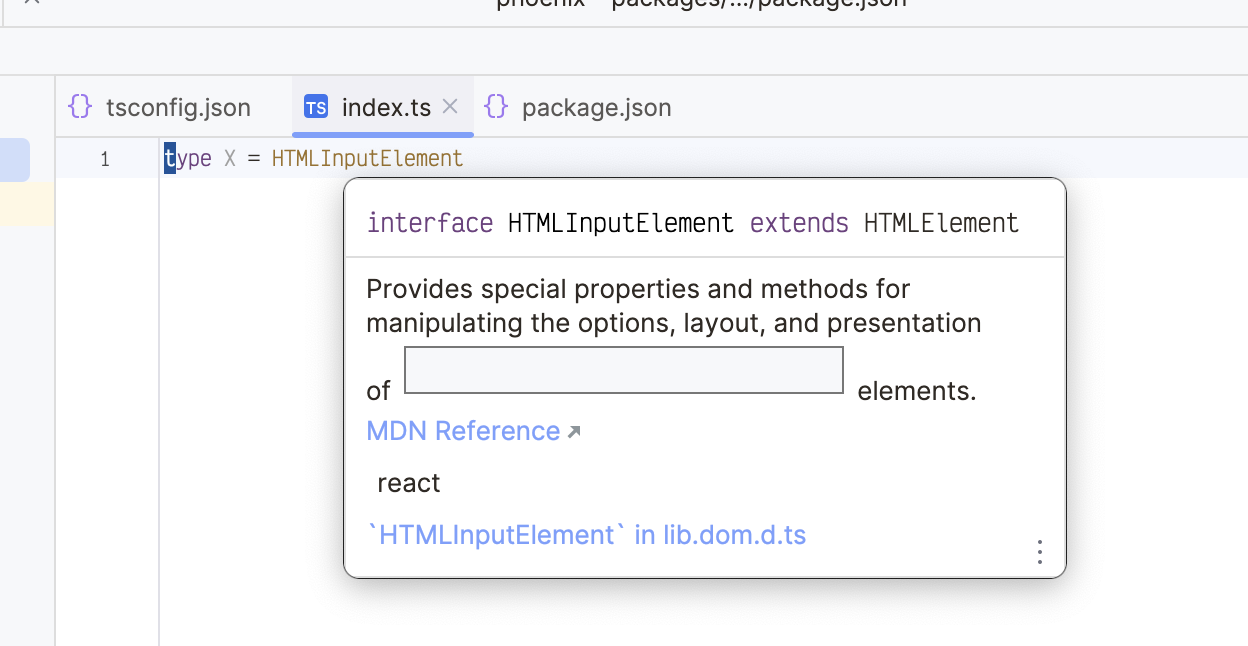 phoenix – packages/.../package.json
{} tsconfig.json TS index.ts {} package.json
1 type X = HTMLInputElement
interface HTMLInputElement extends HTMLElement
Provides special properties and methods for
manipulating the options, layout, and presentation
of elements.
MDN Reference
react
`HTMLInputElement` in lib.dom.d.ts